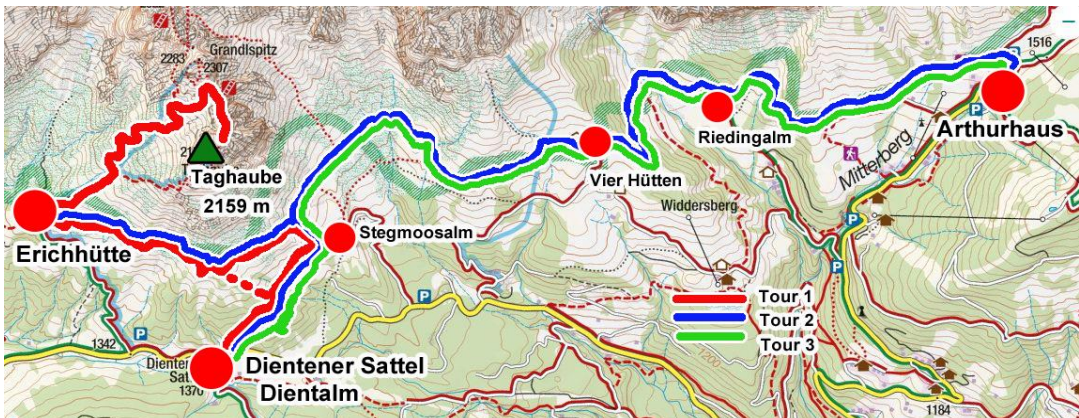 Grandlspitz
2283
2307
Taghaube
2159 m
Erichhütte
Stegmoosalm
Vier Hütten
Riedingalm
1516
Arthurhaus
Mitterberg
Widdersberg
P
P
P
P
P
P
P
Tour 1
Tour 2
Tour 3
1342
Dientener Sattel
Dientalm
1370
1200
1184